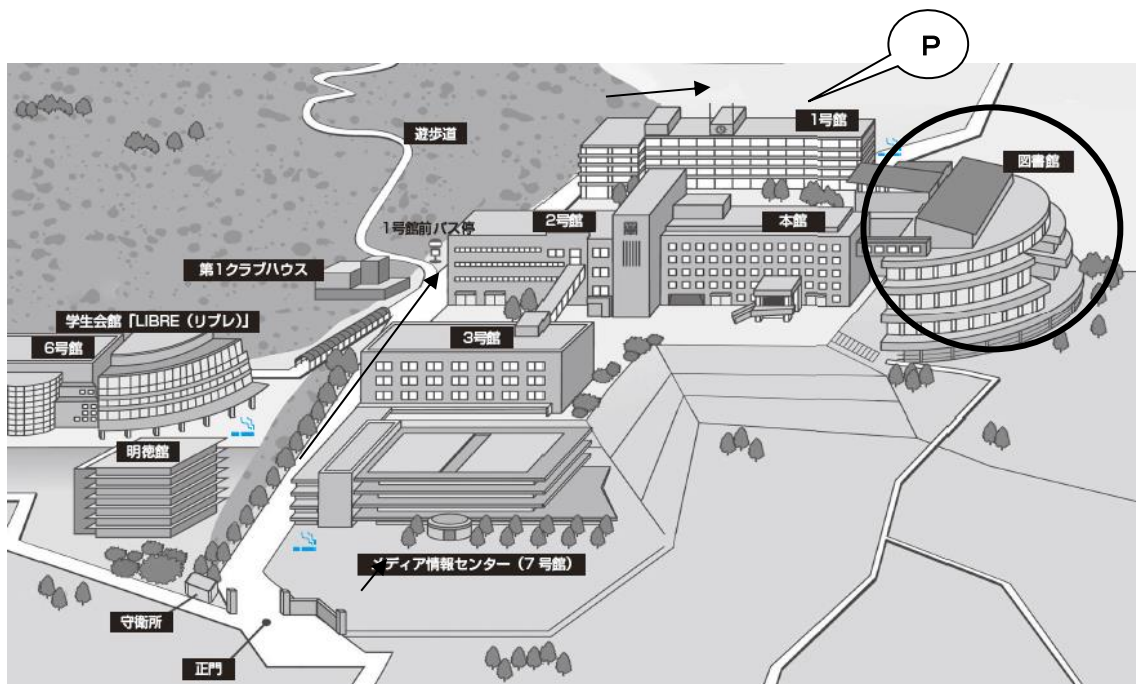 P
1号館
遊歩道
図書館
2号館
本館
1号館前バス停
第1クラブハウス
学生会館「LIBRE（リブレ）」
6号館
3号館
明徳館
メディア情報センター（7号館）
守衛所
正門